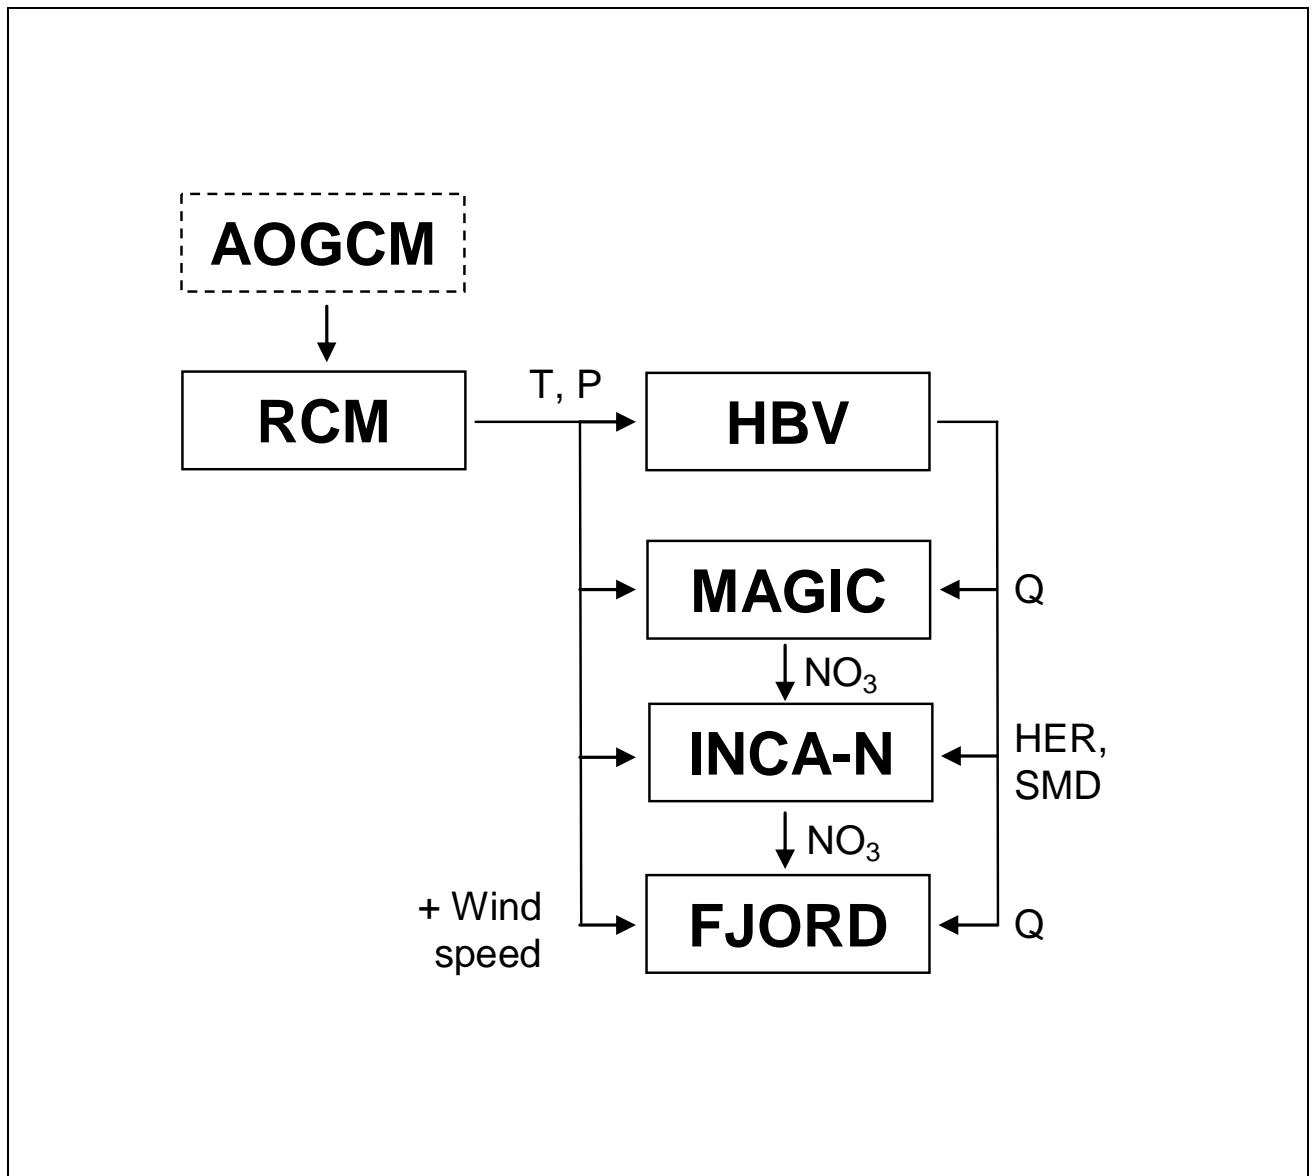 AOGCM
RCM
T, P
HBV
MAGIC
Q
NO₃
INCA-N
HER,
SMD
NO₃
+ Wind
speed
FJORD
Q